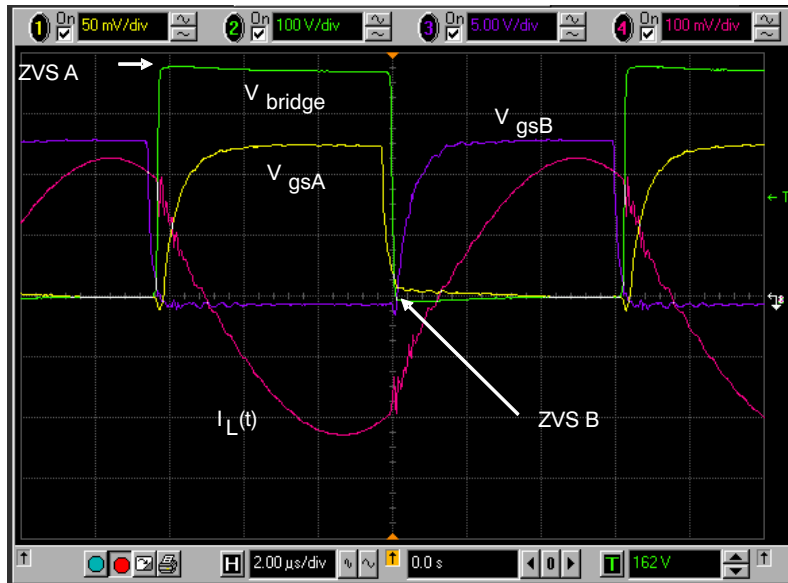 1 On 50 mV/div 2 On 100 V/div 3 On 5.00 V/div 4 On 100 mV/div
ZVS A
V bridge
V gsB
V gsA
T
I L(t)
ZVS B
H 2.00 µs/div 0.0 s 0 T 162 V